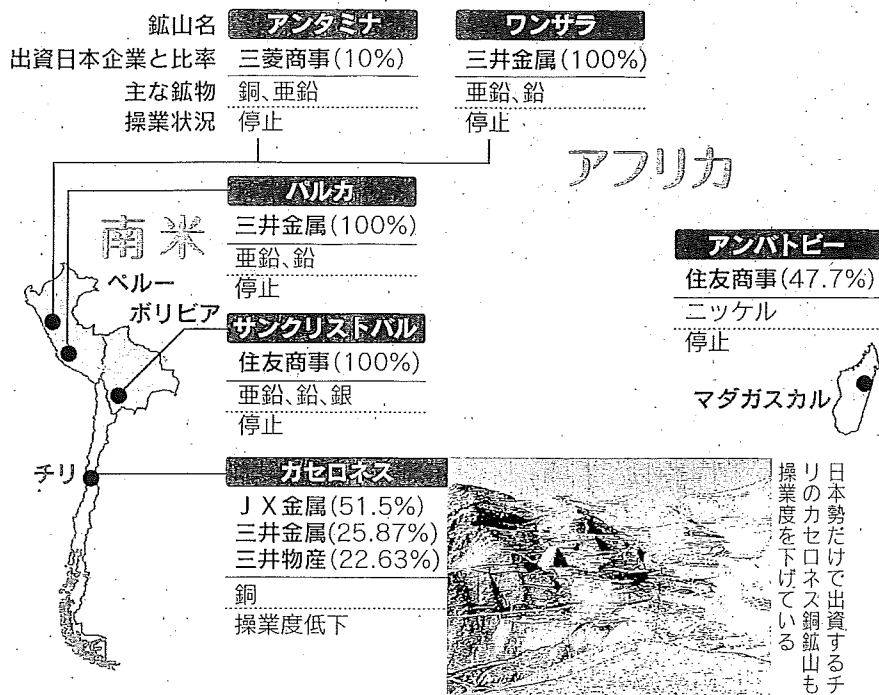 鉱山名 アンタミナ ワンサラ
出資日本企業と比率 三菱商事(10%) 三井金属(100%)
主な鉱物 銅、亜鉛 亜鉛、鉛
操業状況 停止 停止
アフリカ
南米
パルカ
三井金属(100%)
亜鉛、鉛
停止
ペルー
ボリビア
サンクリストバル
住友商事(100%)
亜鉛、鉛、銀
停止
アンバトビー
住友商事(47.7%)
ニッケル
停止
マダガスカル
チリ
カセロネス
JX金属(51.5%)
三井金属(25.87%)
三井物産(22.63%)
銅
操業度低下
日本勢だけで出資するチ
リのカセロネス銅鉱山も
操業度を下げている